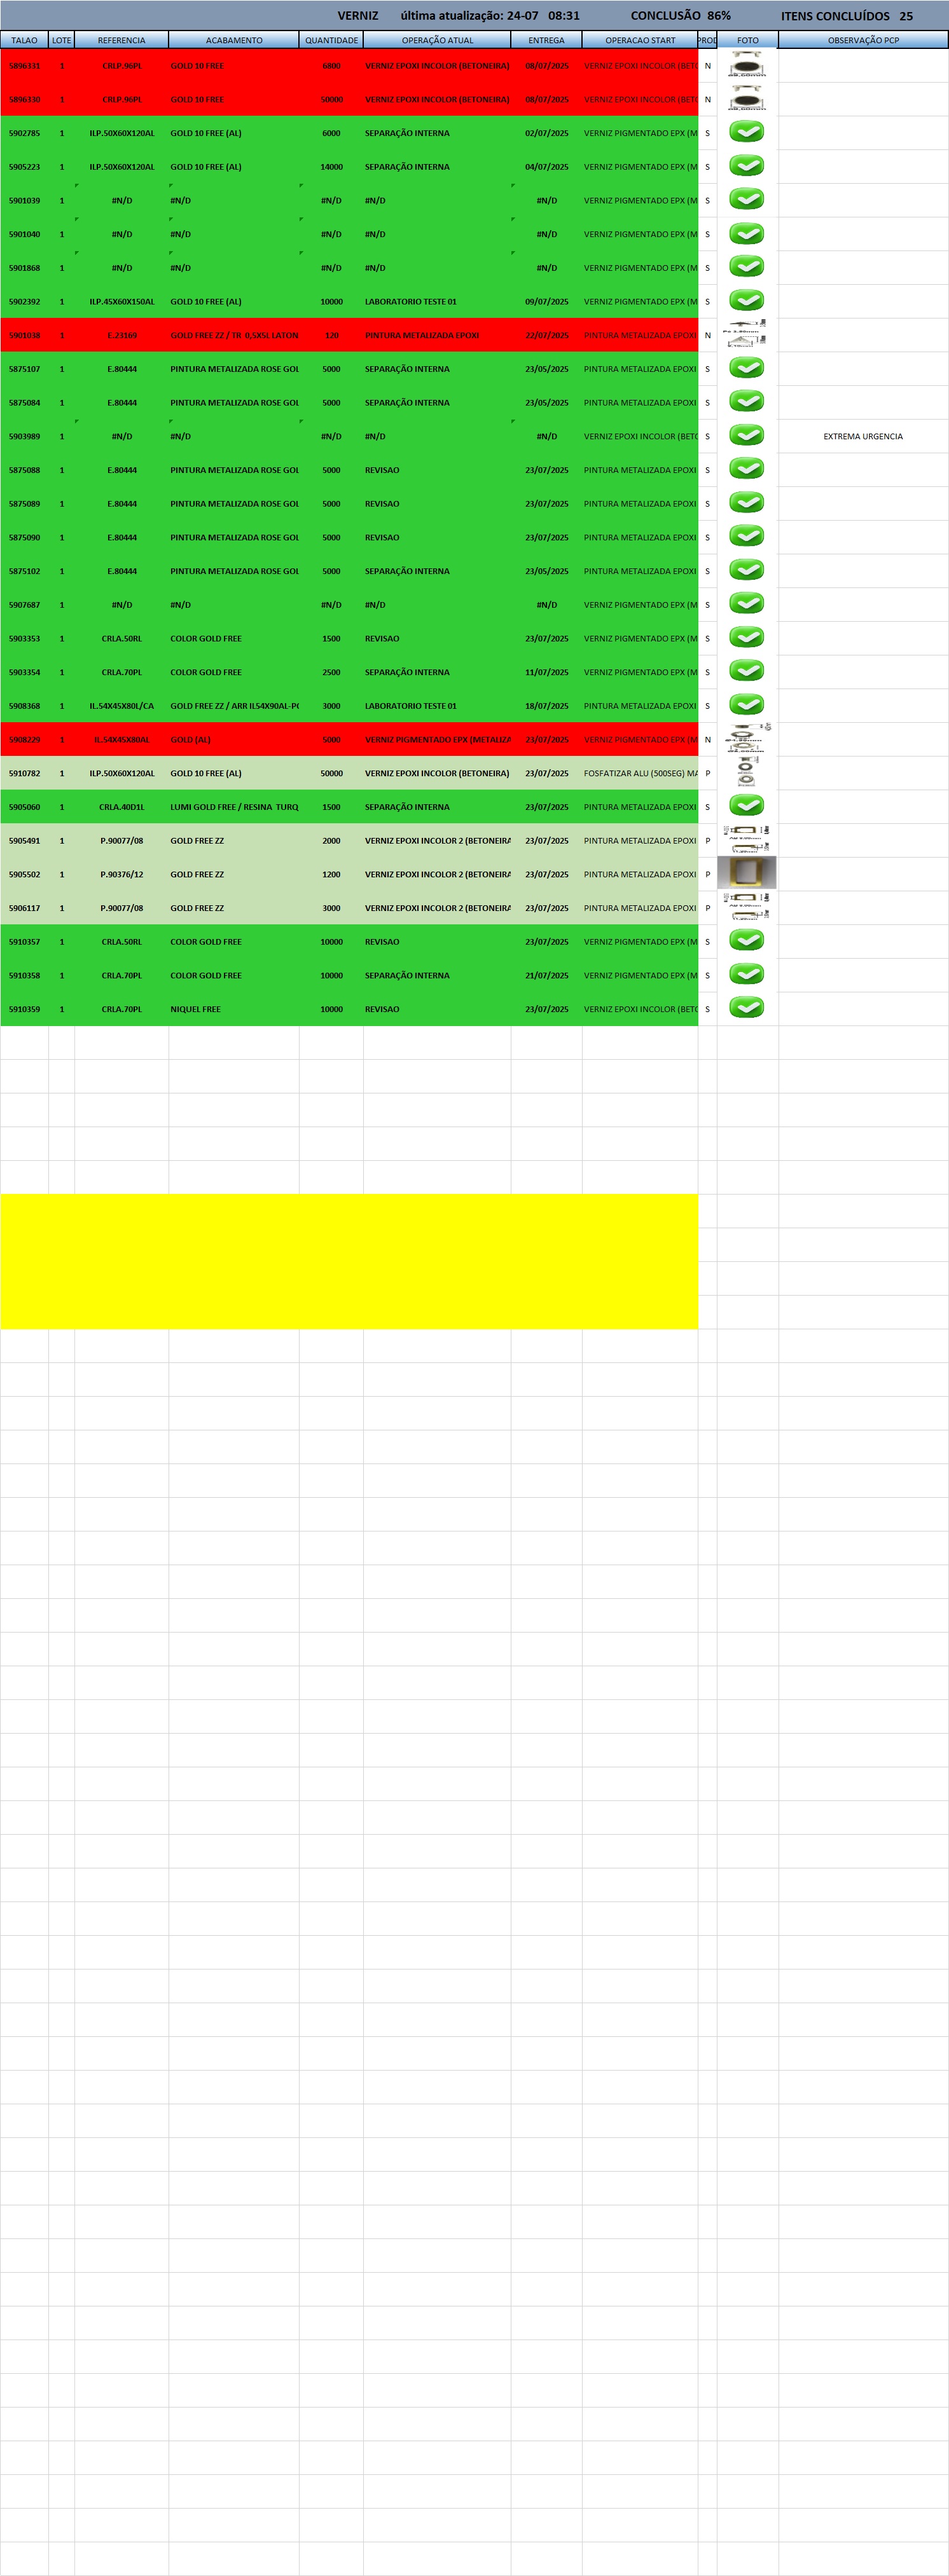 VERNIZ última atualização: 24-07 08:31 CONCLUSÃO 86% ITENS CONCLUÍDOS 25
TALAO LOTE REFERENCIA ACABAMENTO QUANTIDADE OPERAÇÃO ATUAL ENTREGA OPERACAO START PROD FOTO OBSERVAÇÃO PCP
5896331 1 CRLP.96PL GOLD 10 FREE 6800 VERNIZ EPOXI INCOLOR (BETONEIRA) 08/07/2025 VERNIZ EPOXI INCOLOR (BETO N
5896330 1 CRLP.96PL GOLD 10 FREE 50000 VERNIZ EPOXI INCOLOR (BETONEIRA) 08/07/2025 VERNIZ EPOXI INCOLOR (BETO N
5902785 1 ILP.50X60X120AL GOLD 10 FREE (AL) 6000 SEPARAÇÃO INTERNA 02/07/2025 VERNIZ PIGMENTADO EPX (M S
5905223 1 ILP.50X60X120AL GOLD 10 FREE (AL) 14000 SEPARAÇÃO INTERNA 04/07/2025 VERNIZ PIGMENTADO EPX (M S
5901039 1 #N/D #N/D #N/D #N/D #N/D VERNIZ PIGMENTADO EPX (M S
5901040 1 #N/D #N/D #N/D #N/D #N/D VERNIZ PIGMENTADO EPX (M S
5901868 1 #N/D #N/D #N/D #N/D #N/D VERNIZ PIGMENTADO EPX (M S
5902392 1 ILP.45X60X150AL GOLD 10 FREE (AL) 10000 LABORATORIO TESTE 01 09/07/2025 VERNIZ PIGMENTADO EPX (M S
5901038 1 E.23169 GOLD FREE ZZ / TR 0,5X5L LATON 120 PINTURA METALIZADA EPOXI 22/07/2025 PINTURA METALIZADA EPOXI N
5875107 1 E.80444 PINTURA METALIZADA ROSE GOL 5000 SEPARAÇÃO INTERNA 23/05/2025 PINTURA METALIZADA EPOXI S
5875084 1 E.80444 PINTURA METALIZADA ROSE GOL 5000 SEPARAÇÃO INTERNA 23/05/2025 PINTURA METALIZADA EPOXI S
5903989 1 #N/D #N/D #N/D #N/D #N/D VERNIZ EPOXI INCOLOR (BETO S EXTREMA URGENCIA
5875088 1 E.80444 PINTURA METALIZADA ROSE GOL 5000 REVISAO 23/07/2025 PINTURA METALIZADA EPOXI S
5875089 1 E.80444 PINTURA METALIZADA ROSE GOL 5000 REVISAO 23/07/2025 PINTURA METALIZADA EPOXI S
5875090 1 E.80444 PINTURA METALIZADA ROSE GOL 5000 REVISAO 23/07/2025 PINTURA METALIZADA EPOXI S
5875102 1 E.80444 PINTURA METALIZADA ROSE GOL 5000 SEPARAÇÃO INTERNA 23/05/2025 PINTURA METALIZADA EPOXI S
5907687 1 #N/D #N/D #N/D #N/D #N/D VERNIZ PIGMENTADO EPX (M S
5903353 1 CRLA.50RL COLOR GOLD FREE 1500 REVISAO 23/07/2025 VERNIZ PIGMENTADO EPX (M S
5903354 1 CRLA.70PL COLOR GOLD FREE 2500 SEPARAÇÃO INTERNA 11/07/2025 VERNIZ PIGMENTADO EPX (M S
5908368 1 IL.54X45X80L/CA GOLD FREE ZZ / ARR IL54X90AL-PO 3000 LABORATORIO TESTE 01 18/07/2025 VERNIZ PIGMENTADO EPX (M S
5908229 1 IL.54X45X80AL GOLD (AL) 5000 VERNIZ PIGMENTADO EPX (METALIZA 23/07/2025 VERNIZ PIGMENTADO EPX (M N
5910782 1 ILP.50X60X120AL GOLD 10 FREE (AL) 50000 VERNIZ EPOXI INCOLOR (BETONEIRA) 23/07/2025 FOSFATIZAR ALU (500SEG) MA P
5905060 1 CRLA.40D1L LUMI GOLD FREE / RESINA TURQ 1500 SEPARAÇÃO INTERNA 23/07/2025 PINTURA METALIZADA EPOXI S
5905491 1 P.90077/08 GOLD FREE ZZ 2000 VERNIZ EPOXI INCOLOR 2 (BETONEIRA 23/07/2025 PINTURA METALIZADA EPOXI P
5905502 1 P.90376/12 GOLD FREE ZZ 1200 VERNIZ EPOXI INCOLOR 2 (BETONEIRA 23/07/2025 PINTURA METALIZADA EPOXI P
5906117 1 P.90077/08 GOLD FREE ZZ 3000 VERNIZ EPOXI INCOLOR 2 (BETONEIRA 23/07/2025 PINTURA METALIZADA EPOXI P
5910357 1 CRLA.50RL COLOR GOLD FREE 10000 REVISAO 23/07/2025 VERNIZ PIGMENTADO EPX (M S
5910358 1 CRLA.70PL COLOR GOLD FREE 10000 SEPARAÇÃO INTERNA 21/07/2025 VERNIZ PIGMENTADO EPX (M S
5910359 1 CRLA.70PL NIQUEL FREE 10000 REVISAO 23/07/2025 VERNIZ EPOXI INCOLOR (BETO S